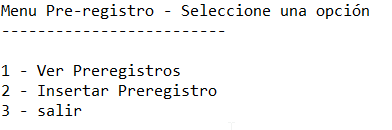 Menu Pre-registro - Seleccione una opción
-------------------------
1 - Ver Preregistros
2 - Insertar Preregistro
3 - salir